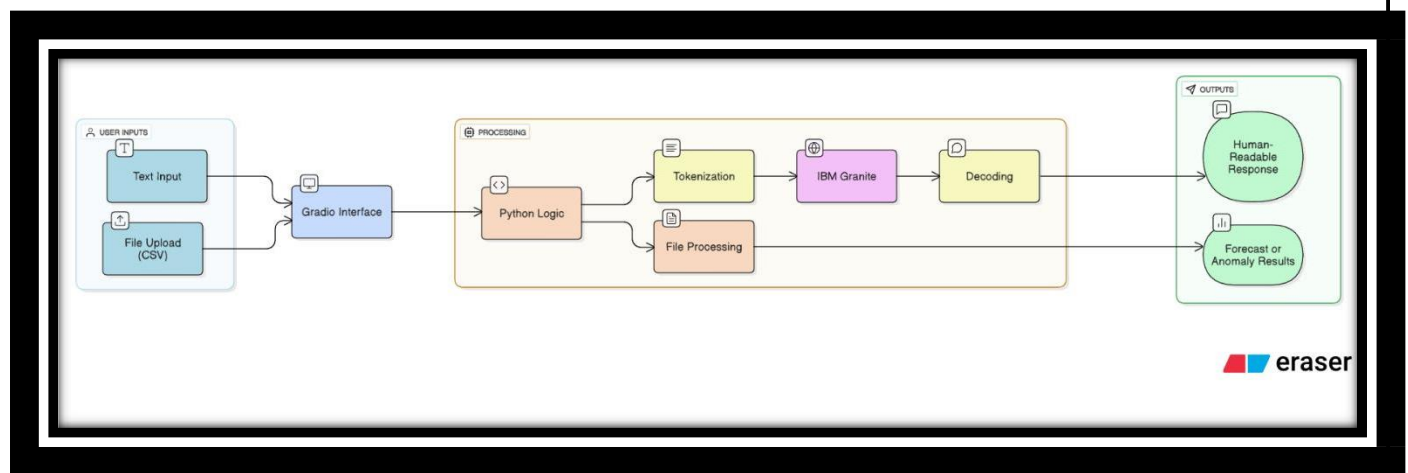 USER INPUTS
Text Input
File Upload
(CSV)
Gradio Interface
PROCESSING
Python Logic
Tokenization
IBM Granite
Decoding
File Processing
OUTPUTS
Human-
Readable
Response
Forecast or
Anomaly Results
eraser